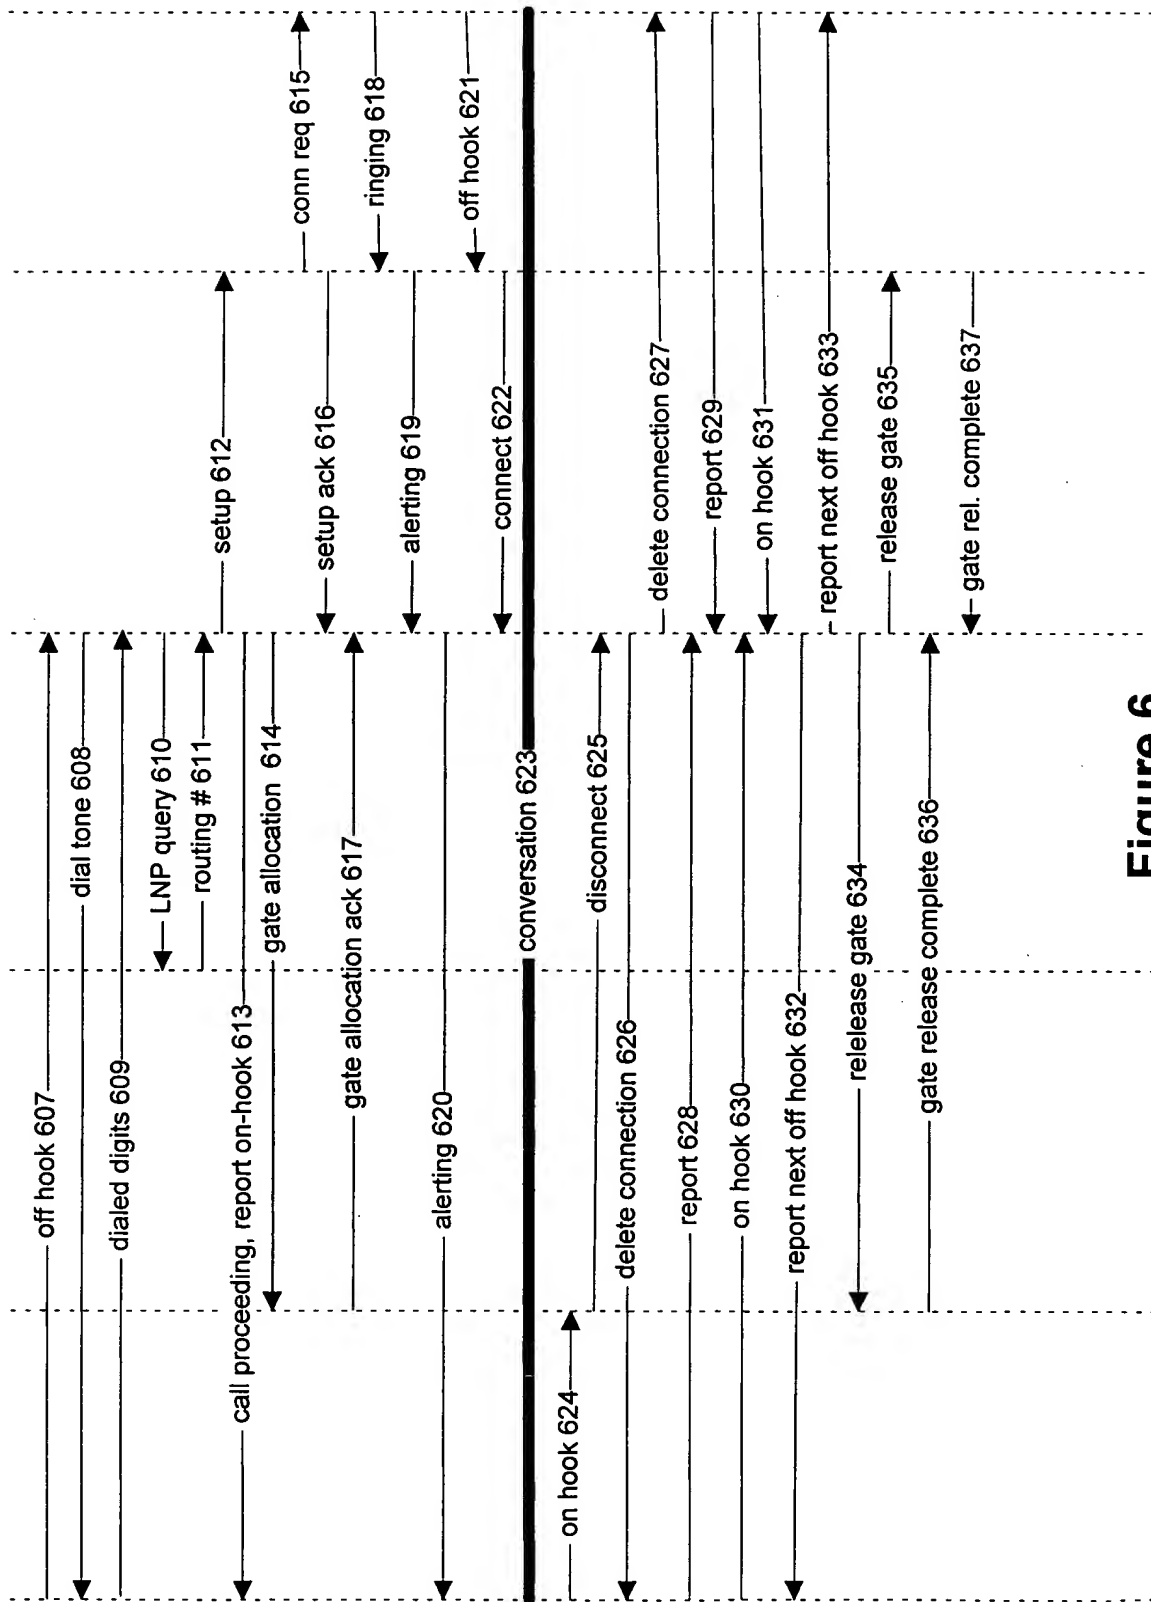 off hook 607
dial tone 608
dialed digits 609
LNP query 610
routing # 611
setup 612
call proceeding, report on-hook 613
gate allocation 614
conn req 615
setup ack 616
gate allocation ack 617
ringing 618
alerting 619
alerting 620
off hook 621
connect 622
conversation 623
on hook 624
disconnect 625
delete connection 626
delete connection 627
report 628
report 629
on hook 630
on hook 631
report next off hook 632
report next off hook 633
relelease gate 634
release gate 635
gate release complete 636
gate rel. complete 637
Figure 6